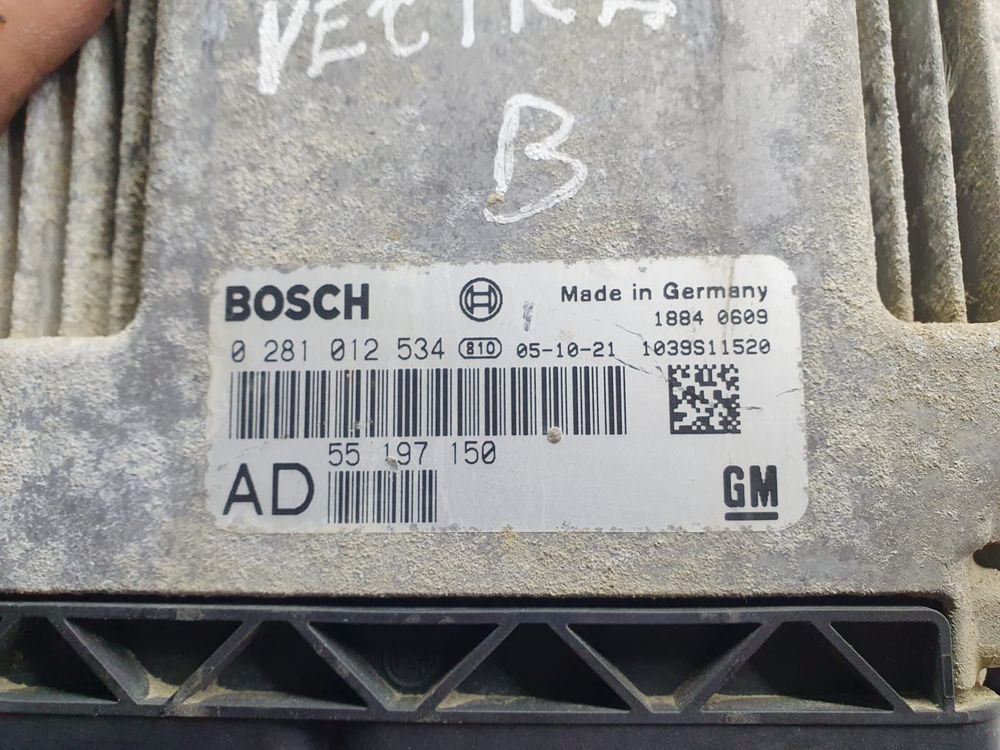 VECTRA
B
BOSCH
Made in Germany
1884 0609
0 281 012 534 810 05-10-21 1039S11520
55 197 150
AD
GM